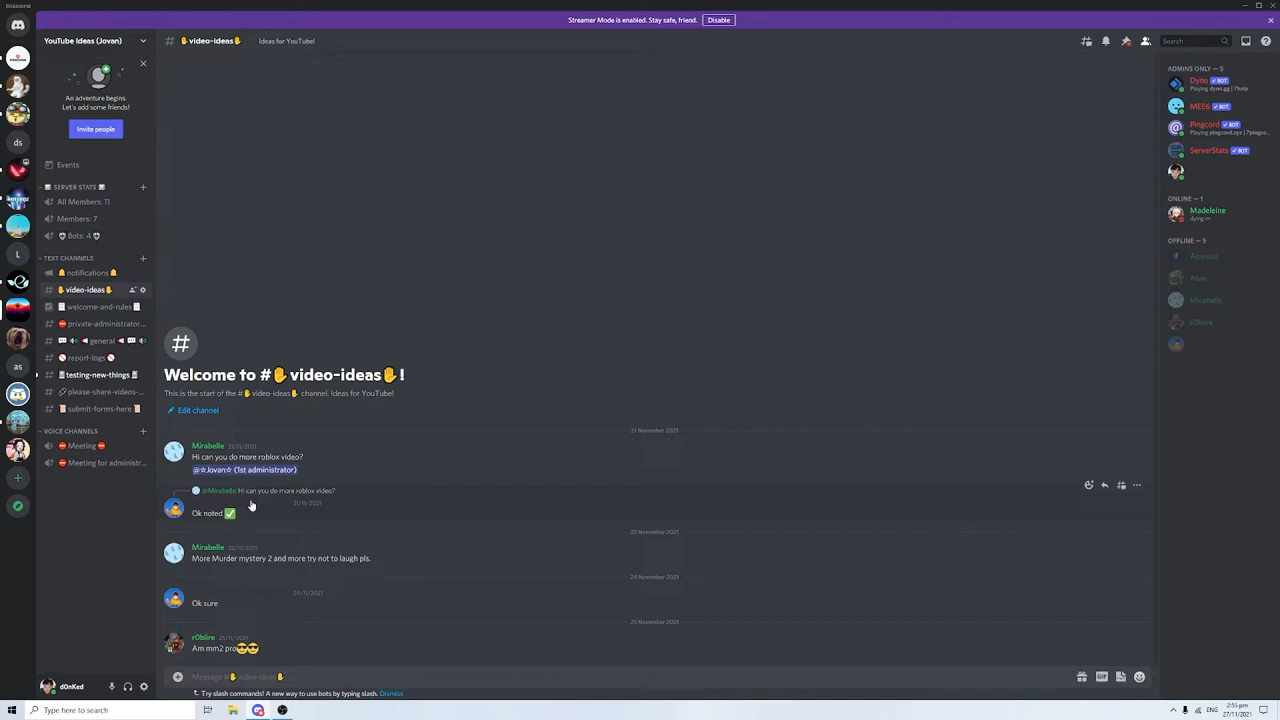 Discord
Streamer Mode is enabled. Stay safe, friend. Disable
YouTube Ideas (Jovan)
# ✋video-ideas✋ Ideas for YouTube!
Search
An adventure begins.
Let's add some friends!
Invite people
Events
SERVER STATS
All Members: 11
Members: 7
Bots: 4
TEXT CHANNELS
🔔notifications🔔
✋video-ideas✋
welcome-and-rules
⛔private-administrator...
general
report-logs
testing-new-things
please-share-videos-...
submit-forms-here
VOICE CHANNELS
⛔ Meeting ⛔
⛔ Meeting for administr...
d0nKed
Welcome to #✋video-ideas✋!
This is the start of the #✋video-ideas✋ channel. Ideas for YouTube!
Edit channel
21 November 2021
Mirabelle 21/11/2021
Hi can you do more roblox video?
@☆Jovan☆ (1st administrator)
@Mirabelle Hi can you do more roblox video?
21/11/2021
Ok noted ✅
22 November 2021
Mirabelle 22/11/2021
More Murder mystery 2 and more try not to laugh pls.
24 November 2021
24/11/2021
Ok sure
25 November 2021
r0biire 25/11/2021
Am mm2 pro😎😎
Message #✋video-ideas✋
GIF
Try slash commands! A new way to use bots by typing slash. Dismiss
ADMINS ONLY — 5
Dyno ✓ BOT
Playing dyno.gg | ?help
MEE6 ✓ BOT
Pingcord ✓ BOT
Playing pingcord.xyz | ?pingco...
ServerStats ✓ BOT
ONLINE — 1
Madeleine
dying rn
OFFLINE — 5
Aloysius
Alver
Mirabelle
r0biire
ds
L
as
Type here to search
ENG
2:55 pm
27/11/2021